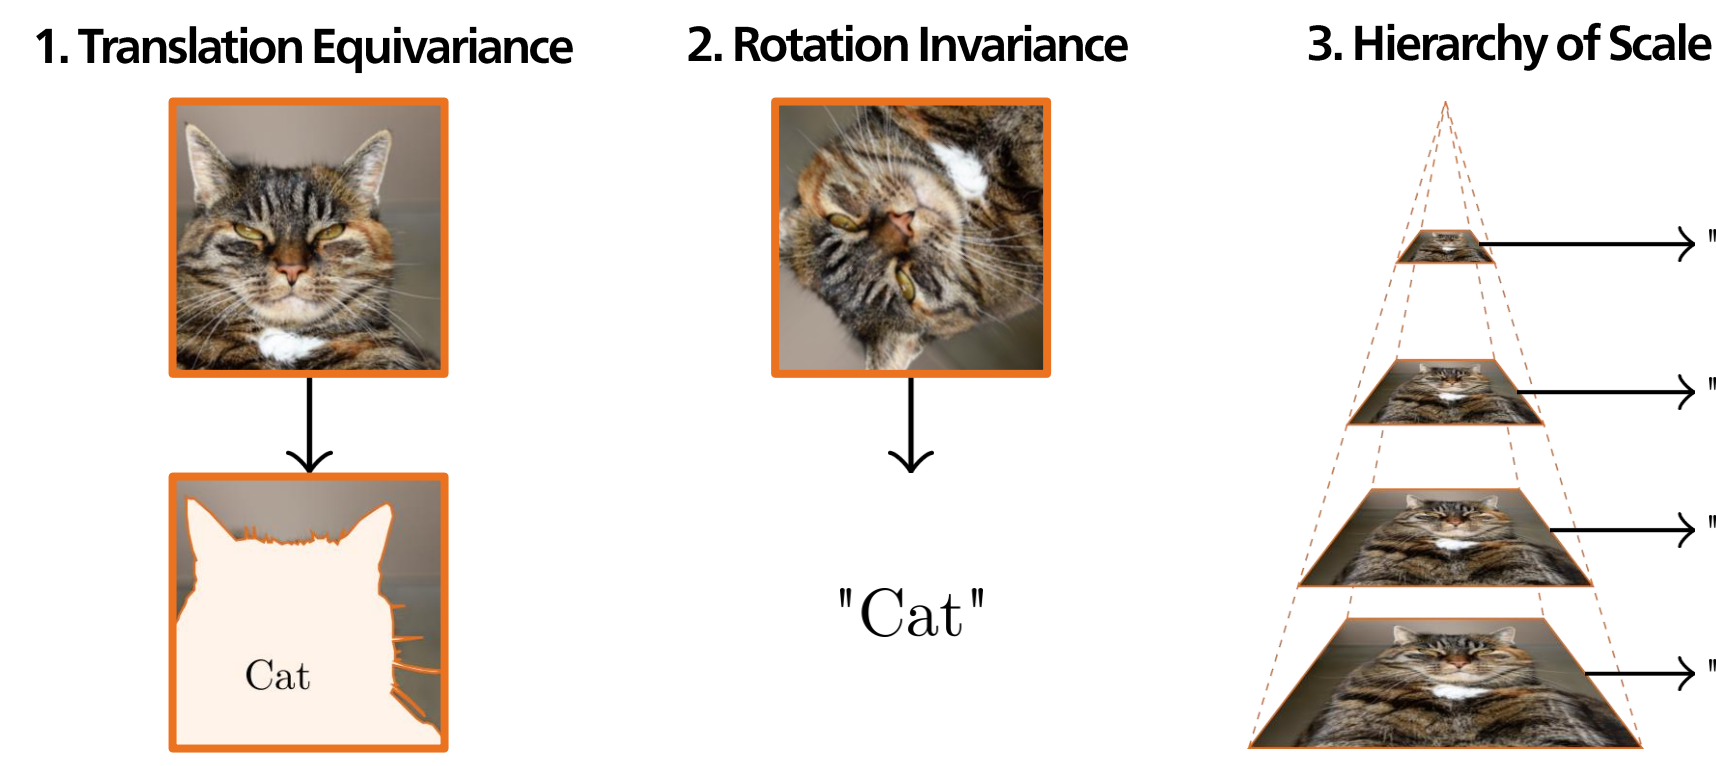 1. Translation Equivariance
2. Rotation Invariance
3. Hierarchy of Scale
Cat
"Cat"
"
"
"
"